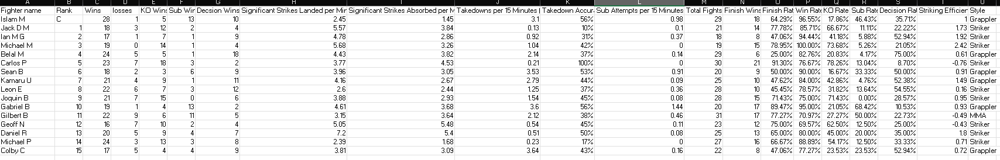 A B C D E F G H I J K L M N O P Q R S T U
Fighter name Rank Wins losses KO Wins Sub Win Decsion Wins Significant Strikes Landed per Min Significant Strikes Absorbed per M Takedowns per 15 Minutes Takedown Accura Sub Attempts per 15 Minutes Total Fights Finish Wins Finish Rat Win Rate KO Rate Sub Rate Decision Rat Striking Efficier Style
Islam M C 28 1 5 13 10 2.45 1.45 3.1 56% 0.98 29 18 64.29% 96.55% 17.86% 46.43% 35.71% 1 Grappler
Jack D M 1 18 3 12 2 4 5.57 3.84 0.13 10% 0.1 21 14 77.78% 85.71% 66.67% 11.11% 22.22% 1.73 Striker
Ian M G 2 17 1 7 1 9 4.78 2.86 0.92 31% 0.37 18 8 47.06% 94.44% 41.18% 5.88% 52.94% 1.92 Striker
Michael M 3 19 0 14 1 4 5.68 3.26 1.04 42% 0 19 15 78.95% 100.00% 73.68% 5.26% 21.05% 2.42 Striker
Belal M 4 24 5 5 1 18 4.43 3.82 2.14 37% 0.14 29 6 25.00% 82.76% 20.83% 4.17% 75.00% 0.61 Grappler
Carlos P 5 23 7 18 3 2 3.77 4.53 0.21 100% 0 30 21 91.30% 76.67% 78.26% 13.04% 8.70% -0.76 Striker
Sean B 6 18 2 3 6 9 3.96 3.05 3.53 53% 0.91 20 9 50.00% 90.00% 16.67% 33.33% 50.00% 0.91 Grappler
Kamaru U 7 21 4 9 1 11 4.16 2.67 2.79 44% 0.09 25 10 47.62% 84.00% 42.86% 4.76% 52.38% 1.49 Grappler
Leon E 8 22 6 7 3 12 2.6 2.44 1.25 37% 0.36 28 10 45.45% 78.57% 31.82% 13.64% 54.55% 0.16 Striker
Joquin B 9 21 7 15 0 6 3.88 2.93 1.54 45% 0.08 28 15 71.43% 75.00% 71.43% 0.00% 28.57% 0.95 Striker
Gabriel B 10 19 1 4 13 2 4.61 3.68 3.6 56% 1.44 20 17 89.47% 95.00% 21.05% 68.42% 10.53% 0.93 Grappler
Gilbert B 11 22 9 6 11 5 3.15 3.64 2.12 38% 0.46 31 17 77.27% 70.97% 27.27% 50.00% 22.73% -0.49 MMA
Geoff N 12 16 7 10 2 4 5.05 5.48 0.54 45% 0.11 23 12 75.00% 69.57% 62.50% 12.50% 25.00% -0.43 Striker
Daniel R 13 20 5 9 4 7 7.2 5.4 0.51 50% 0.08 25 13 65.00% 80.00% 45.00% 20.00% 35.00% 1.8 Striker
Michael P 14 24 3 13 3 8 2.39 1.68 0.23 17% 0 27 16 66.67% 88.89% 54.17% 12.50% 33.33% 0.71 Striker
Colby C 15 17 5 4 4 9 3.81 3.09 3.64 43% 0.16 22 8 47.06% 77.27% 23.53% 23.53% 52.94% 0.72 Grappler